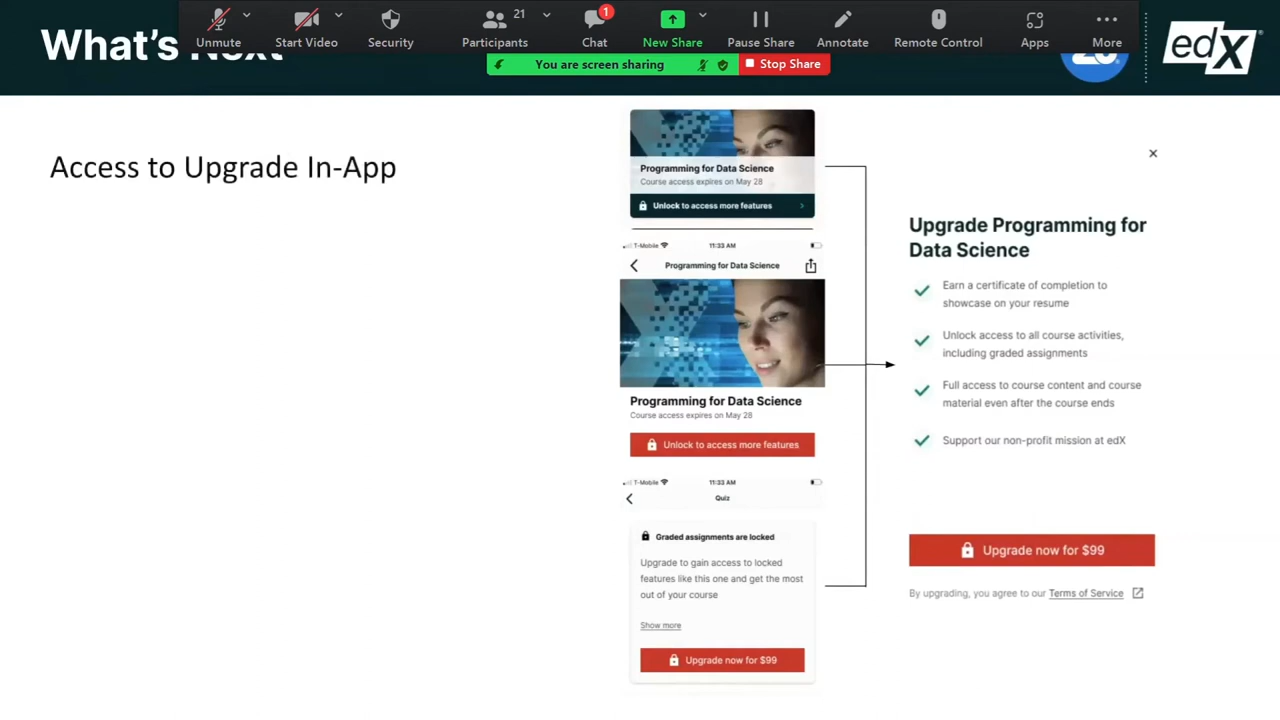 What's Next
Unmute
Start Video
Security
21
Participants
1
Chat
New Share
Pause Share
Annotate
Remote Control
Apps
More
You are screen sharing
Stop Share
edX
Access to Upgrade In-App
Programming for Data Science
Course access expires on May 28
Unlock to access more features
T-Mobile
11:33 AM
Programming for Data Science
Programming for Data Science
Course access expires on May 28
Unlock to access more features
T-Mobile
11:33 AM
Quiz
Graded assignments are locked
Upgrade to gain access to locked
features like this one and get the most
out of your course
Show more
Upgrade now for $99
Upgrade Programming for
Data Science
Earn a certificate of completion to
showcase on your resume
Unlock access to all course activities,
including graded assignments
Full access to course content and course
material even after the course ends
Support our non-profit mission at edX
Upgrade now for $99
By upgrading, you agree to our Terms of Service